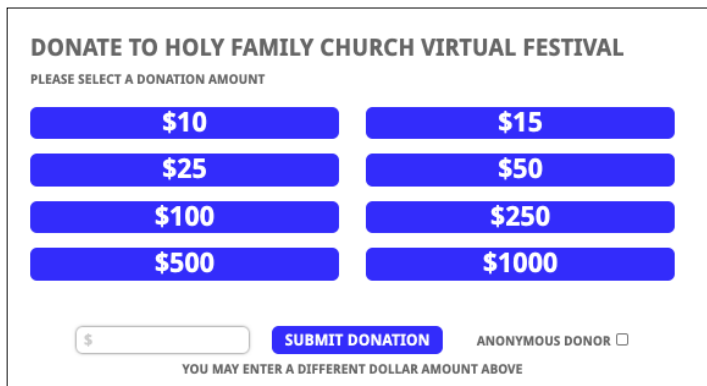 DONATE TO HOLY FAMILY CHURCH VIRTUAL FESTIVAL
PLEASE SELECT A DONATION AMOUNT
$10 $15
$25 $50
$100 $250
$500 $1000
$ SUBMIT DONATION ANONYMOUS DONOR
YOU MAY ENTER A DIFFERENT DOLLAR AMOUNT ABOVE